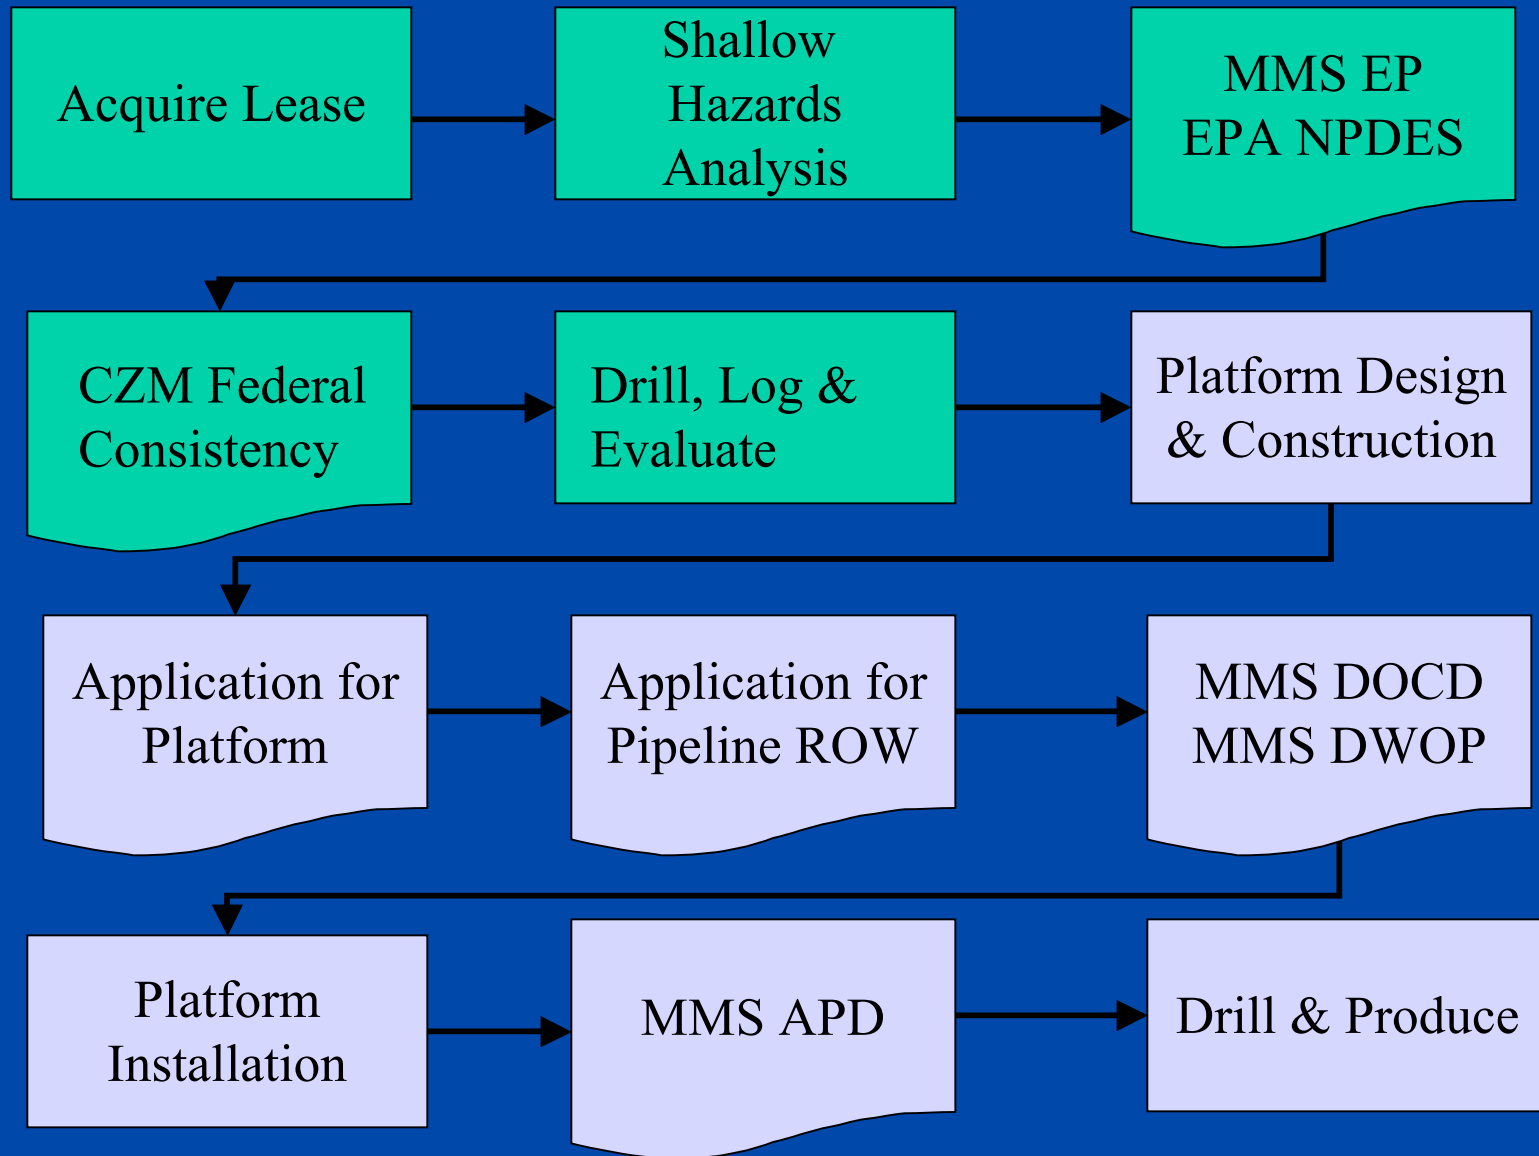 Acquire Lease
Shallow
Hazards
Analysis
MMS EP
EPA NPDES
CZM Federal
Consistency
Drill, Log &
Evaluate
Platform Design
& Construction
Application for
Platform
Application for
Pipeline ROW
MMS DOCD
MMS DWOP
Platform
Installation
MMS APD
Drill & Produce